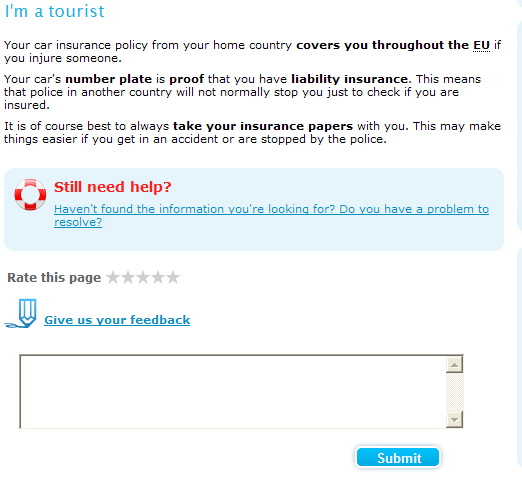 I'm a tourist
Your car insurance policy from your home country covers you throughout the EU if
you injure someone.
Your car's number plate is proof that you have liability insurance. This means
that police in another country will not normally stop you just to check if you are
insured.
It is of course best to always take your insurance papers with you. This may make
things easier if you get in an accident or are stopped by the police.
Still need help?
Haven't found the information you're looking for? Do you have a problem to
resolve?
Rate this page
Give us your feedback
Submit